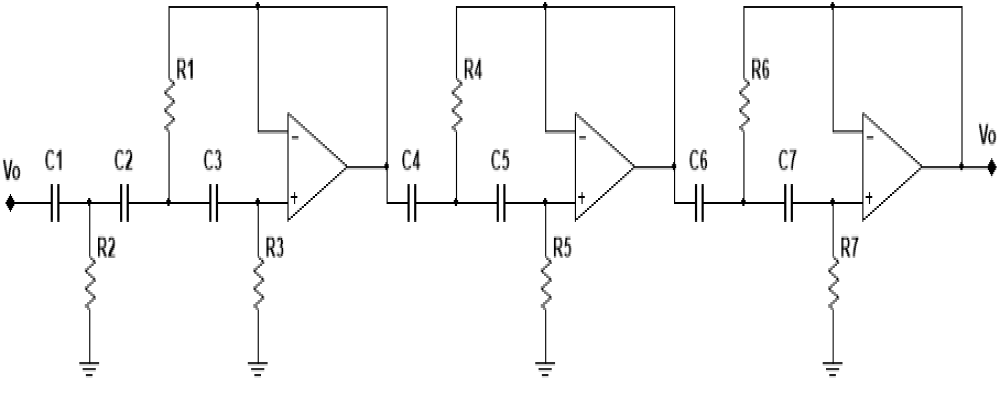 R1
R4
R6
Vo
C1
C2
C3
C4
C5
C6
C7
Vo
R2
R3
R5
R7
-
+
-
+
-
+